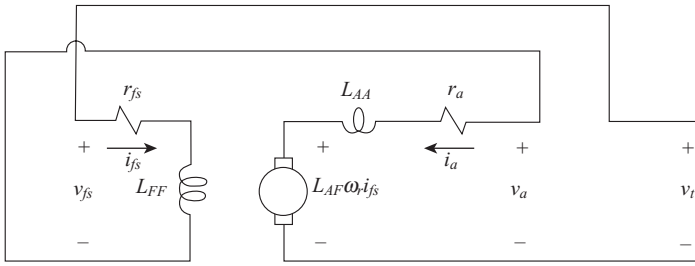 r_fs
L_AA
r_a
+
i_fs
+
i_a
+
+
v_fs
L_FF
L_AFω_r i_fs
v_a
v_t
–
–
–
–